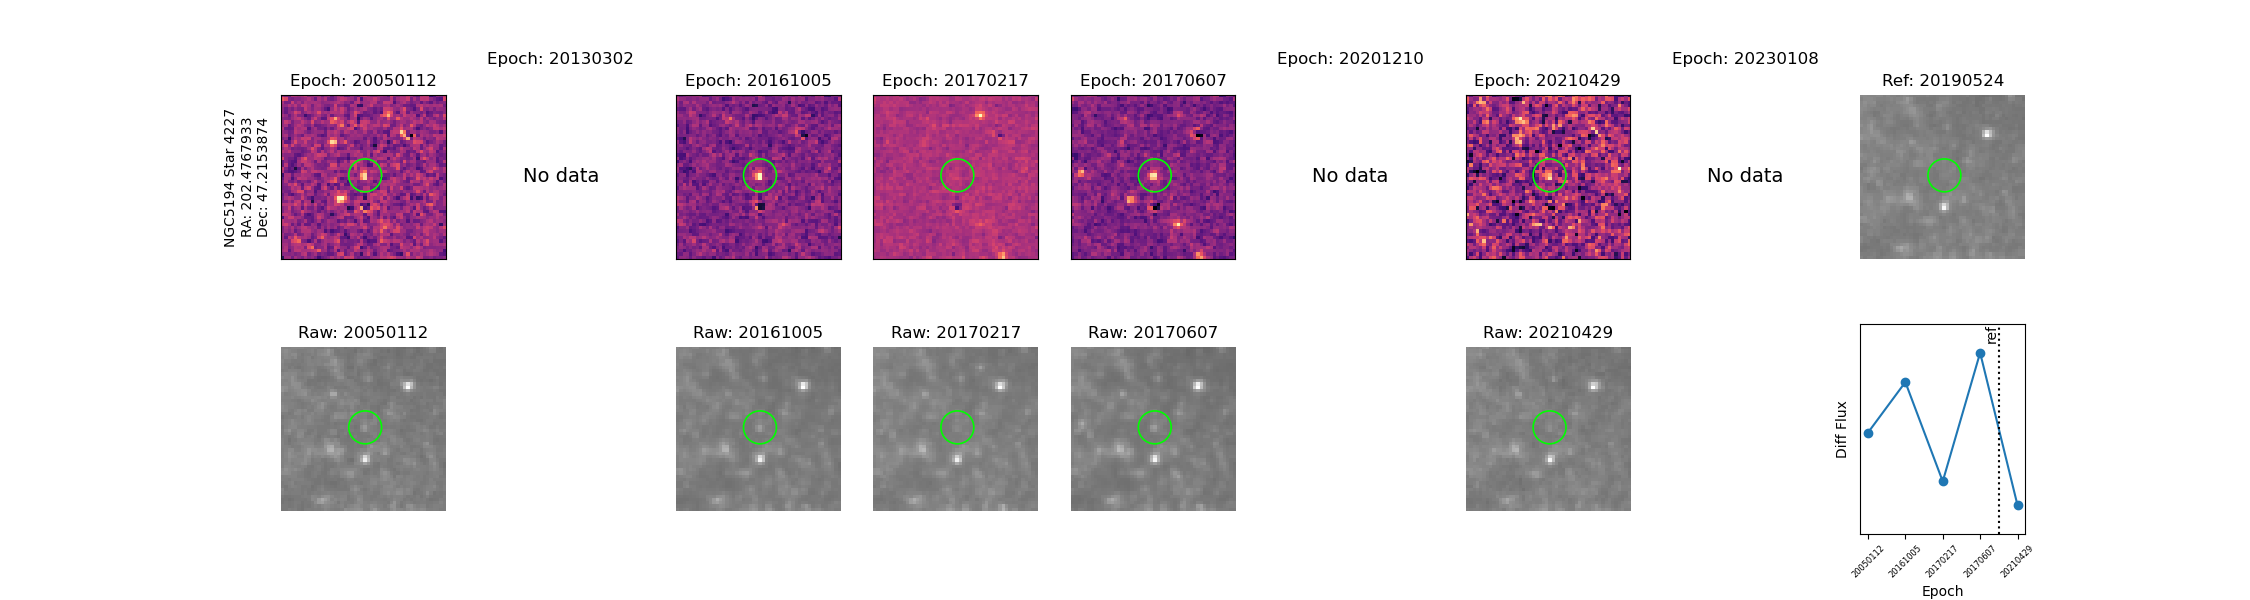 Epoch: 20050112
Epoch: 20130302
Epoch: 20161005
Epoch: 20170217
Epoch: 20170607
Epoch: 20201210
Epoch: 20210429
Epoch: 20230108
Ref: 20190524
NGC5194 Star 4227
RA: 202.4767933
Dec: 47.2153874
No data
No data
No data
Raw: 20050112
Raw: 20161005
Raw: 20170217
Raw: 20170607
Raw: 20210429
ref
Diff Flux
20050112
20161005
20170217
20170607
20210429
Epoch